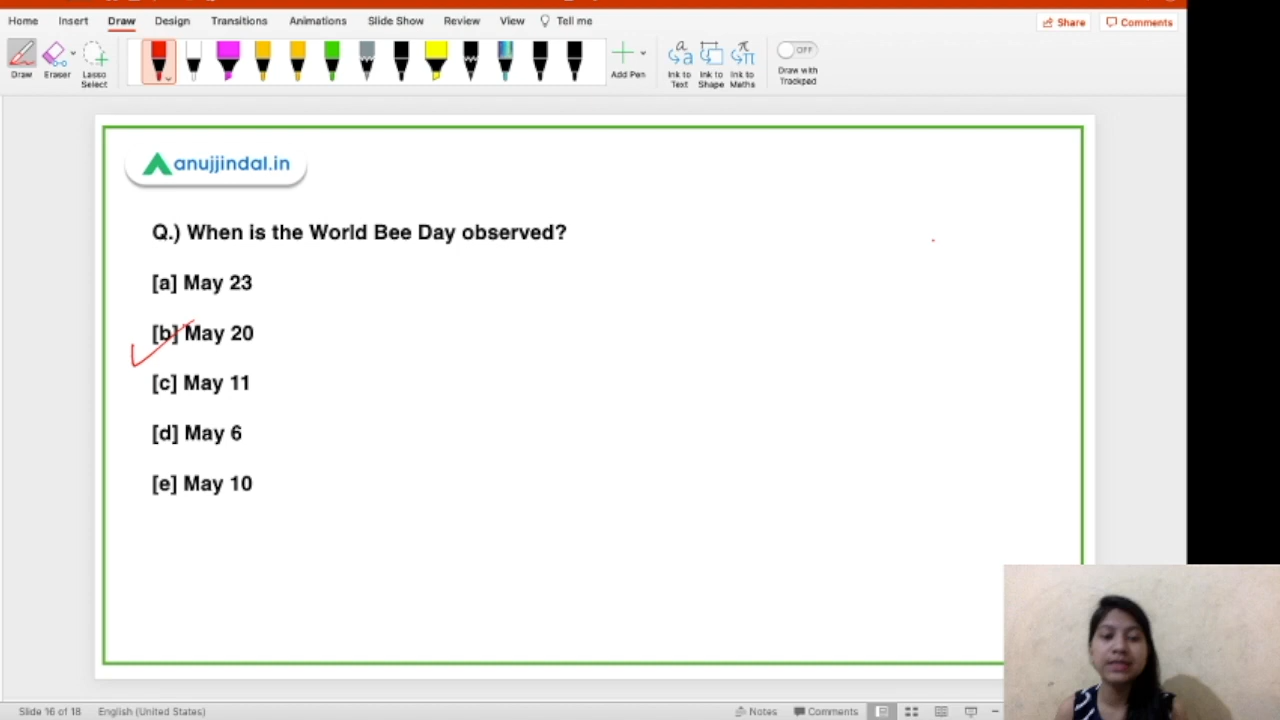 Home Insert Draw Design Transitions Animations Slide Show Review View Tell me Share Comments
Draw Eraser Lasso Select Add Pen Ink to Text Ink to Shape Ink to Maths OFF Draw with Trackpad
anujjindal.in
Q.) When is the World Bee Day observed?
[a] May 23
[b] May 20
[c] May 11
[d] May 6
[e] May 10
Slide 16 of 18 English (United States) Notes Comments